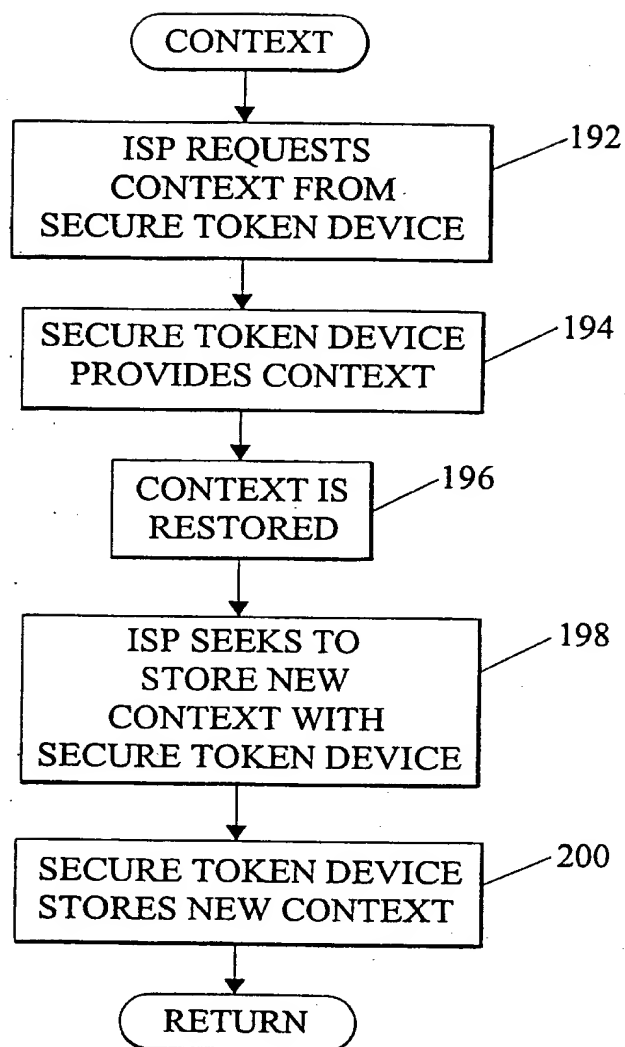 CONTEXT
ISP REQUESTS
CONTEXT FROM
SECURE TOKEN DEVICE
192
SECURE TOKEN DEVICE
PROVIDES CONTEXT
194
CONTEXT IS
RESTORED
196
ISP SEEKS TO
STORE NEW
CONTEXT WITH
SECURE TOKEN DEVICE
198
SECURE TOKEN DEVICE
STORES NEW CONTEXT
200
RETURN